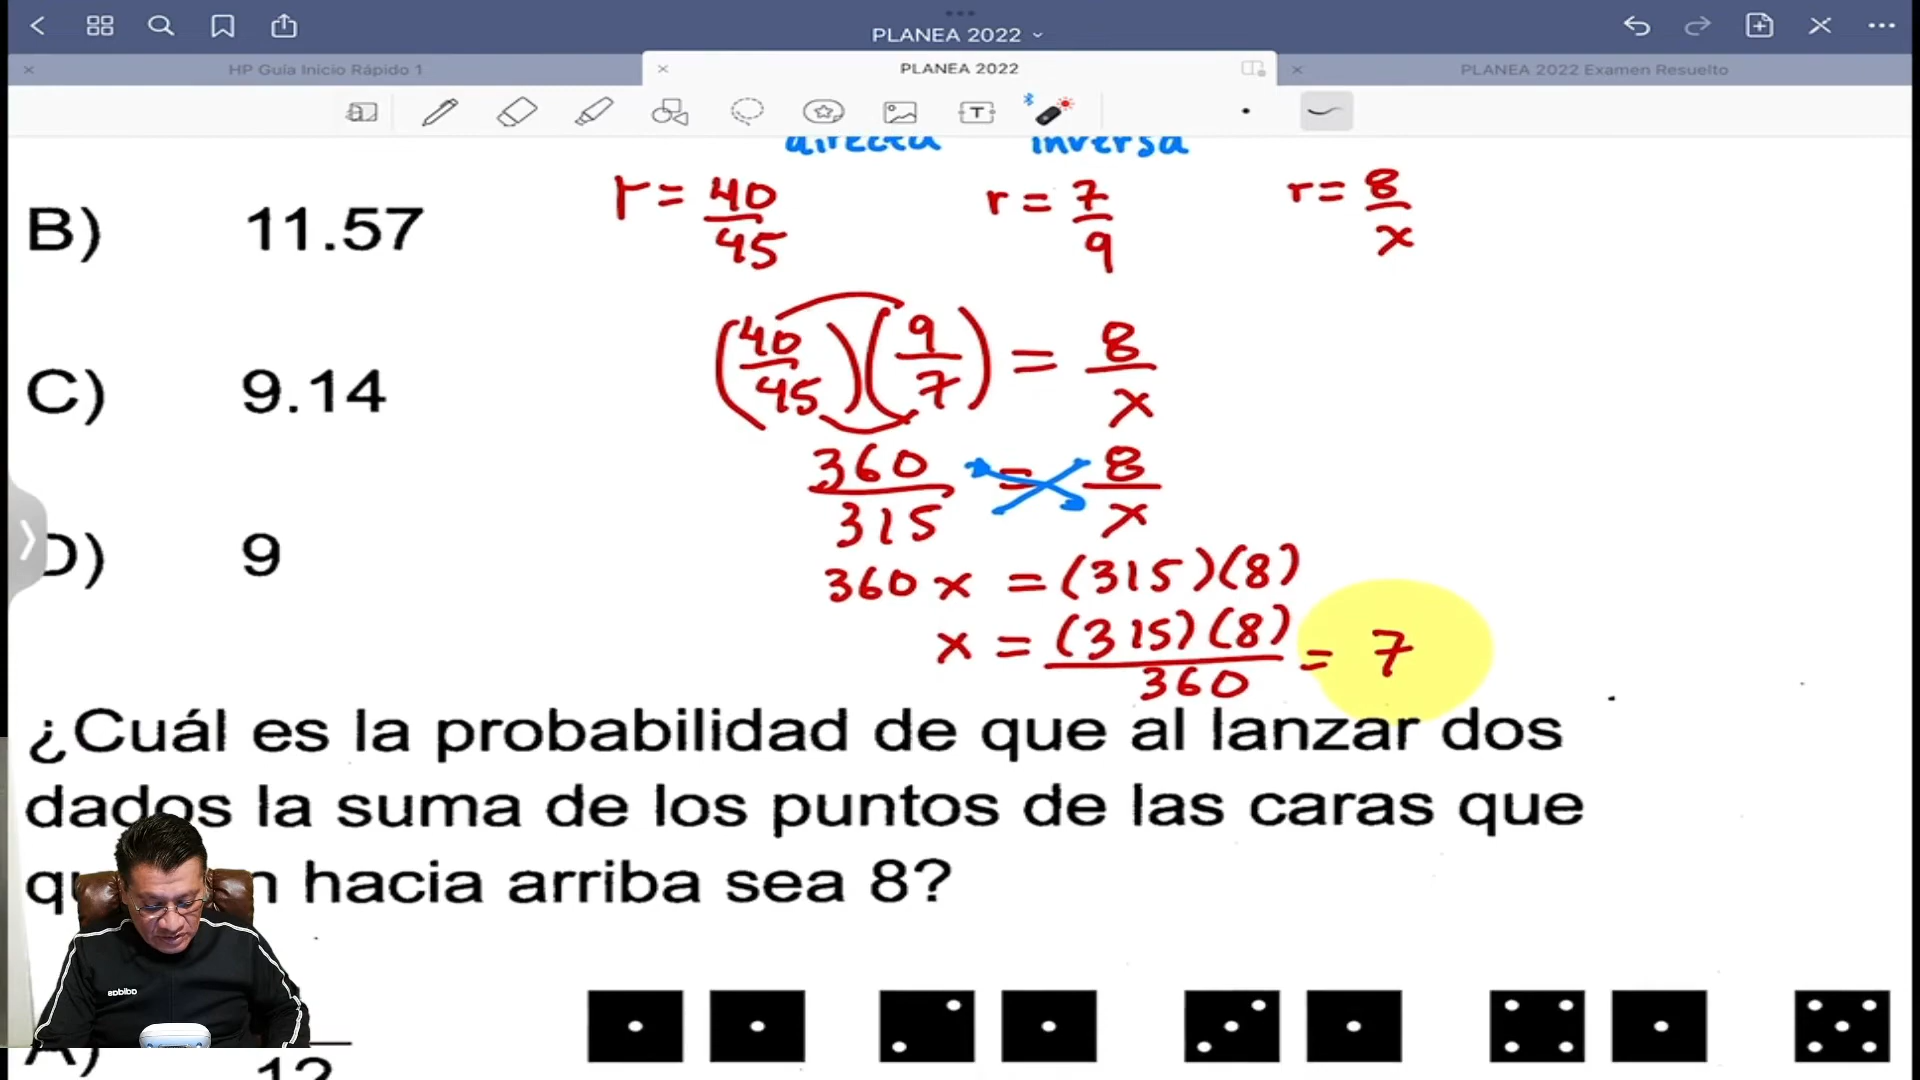 PLANEA 2022
HP Guía Inicio Rápido 1
PLANEA 2022
PLANEA 2022 Examen Resuelto
directa inversa
B) 11.57
r = 40/45 r = 7/9 r = 8/x
(40/45)(9/7) = 8/x
C) 9.14
360/315 = 8/x
D) 9
360 x = (315)(8)
x = (315)(8)/360 = 7
¿Cuál es la probabilidad de que al lanzar dos
dados la suma de los puntos de las caras que
hacia arriba sea 8?
adidas
A) 12